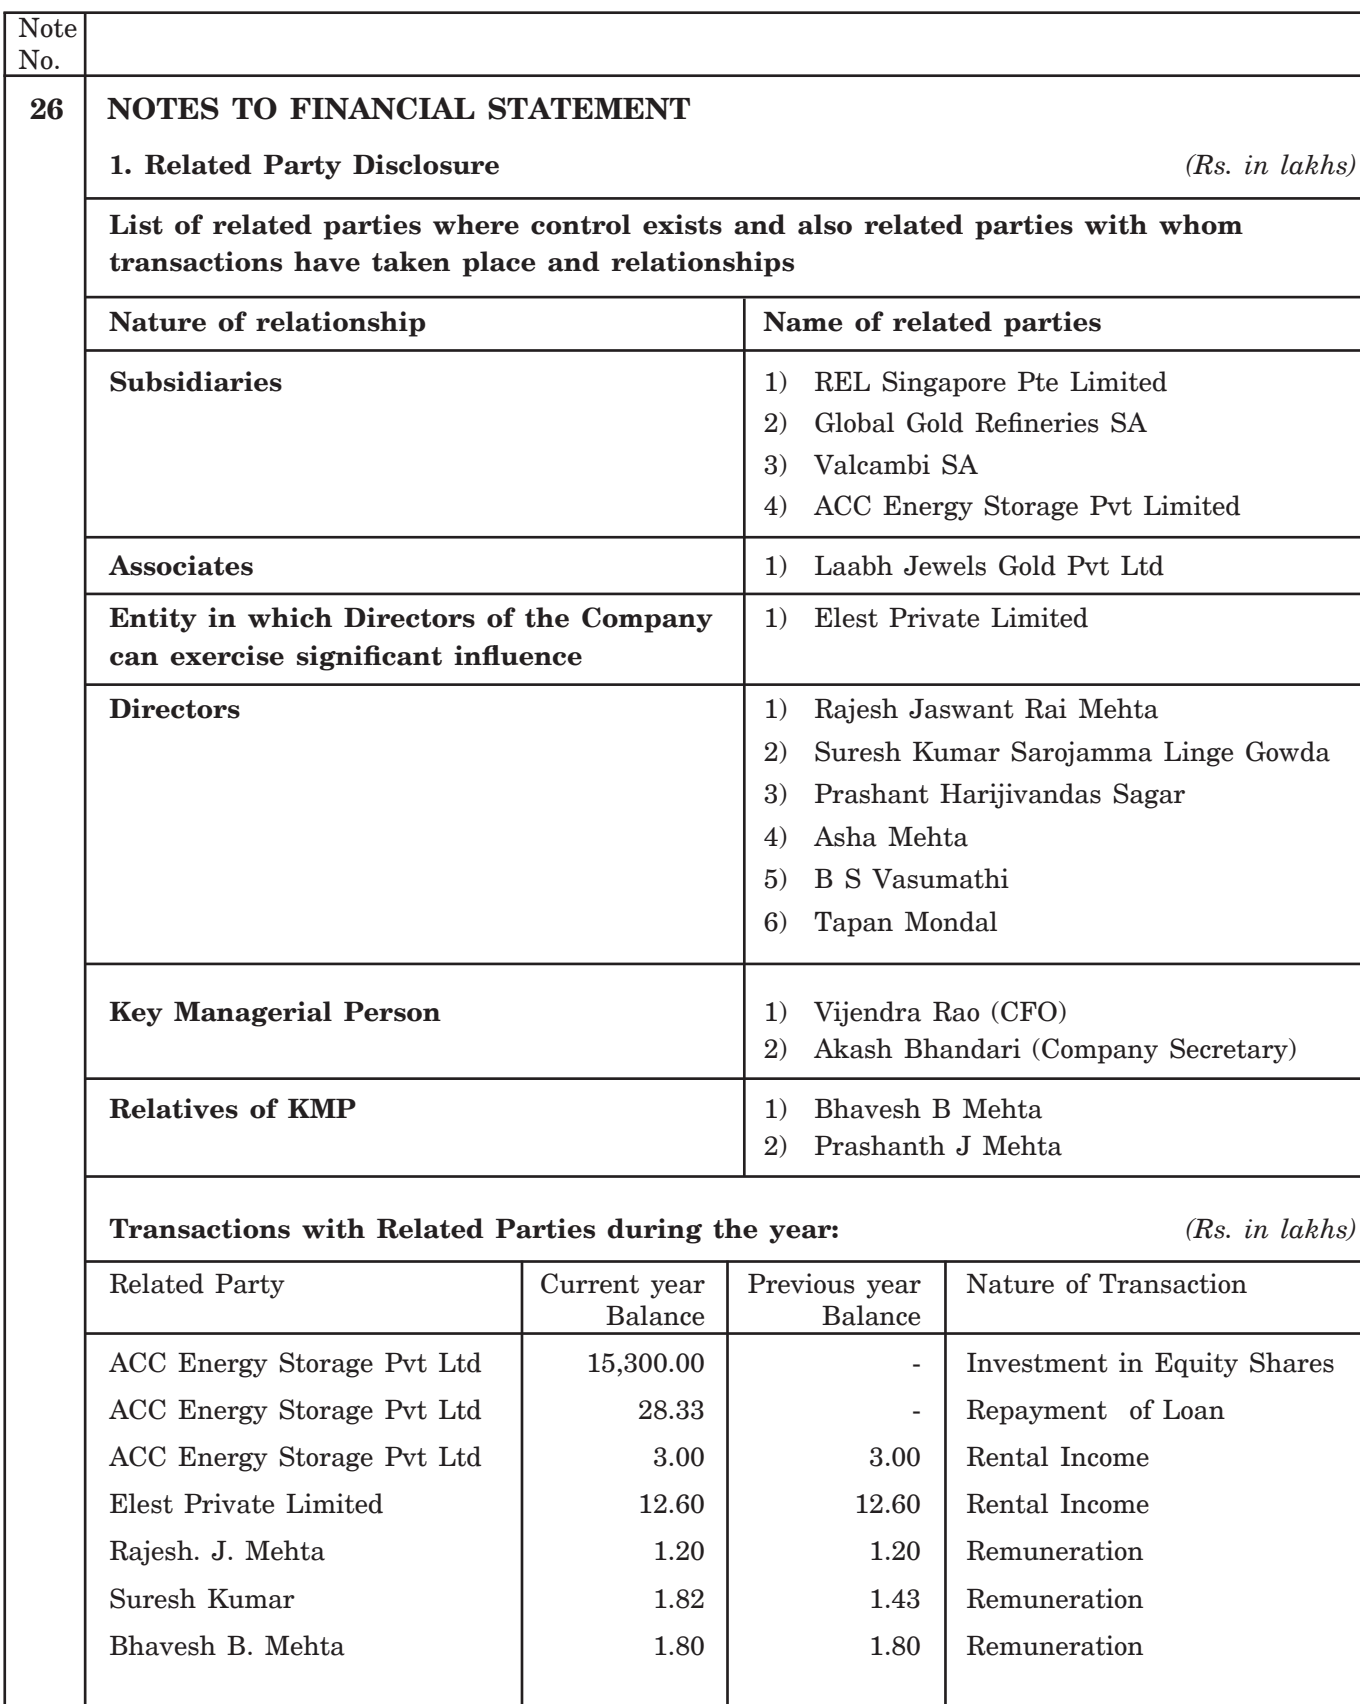 Note
No.
26 NOTES TO FINANCIAL STATEMENT
1. Related Party Disclosure (Rs. in lakhs)
List of related parties where control exists and also related parties with whom
transactions have taken place and relationships
Nature of relationship Name of related parties
Subsidiaries 1) REL Singapore Pte Limited
2) Global Gold Refineries SA
3) Valcambi SA
4) ACC Energy Storage Pvt Limited
Associates 1) Laabh Jewels Gold Pvt Ltd
Entity in which Directors of the Company 1) Elest Private Limited
can exercise significant influence
Directors 1) Rajesh Jaswant Rai Mehta
2) Suresh Kumar Sarojamma Linge Gowda
3) Prashant Harijivandas Sagar
4) Asha Mehta
5) B S Vasumathi
6) Tapan Mondal
Key Managerial Person 1) Vijendra Rao (CFO)
2) Akash Bhandari (Company Secretary)
Relatives of KMP 1) Bhavesh B Mehta
2) Prashanth J Mehta
Transactions with Related Parties during the year: (Rs. in lakhs)
Related Party Current year Previous year Nature of Transaction
Balance Balance
ACC Energy Storage Pvt Ltd 15,300.00 - Investment in Equity Shares
ACC Energy Storage Pvt Ltd 28.33 - Repayment of Loan
ACC Energy Storage Pvt Ltd 3.00 3.00 Rental Income
Elest Private Limited 12.60 12.60 Rental Income
Rajesh. J. Mehta 1.20 1.20 Remuneration
Suresh Kumar 1.82 1.43 Remuneration
Bhavesh B. Mehta 1.80 1.80 Remuneration